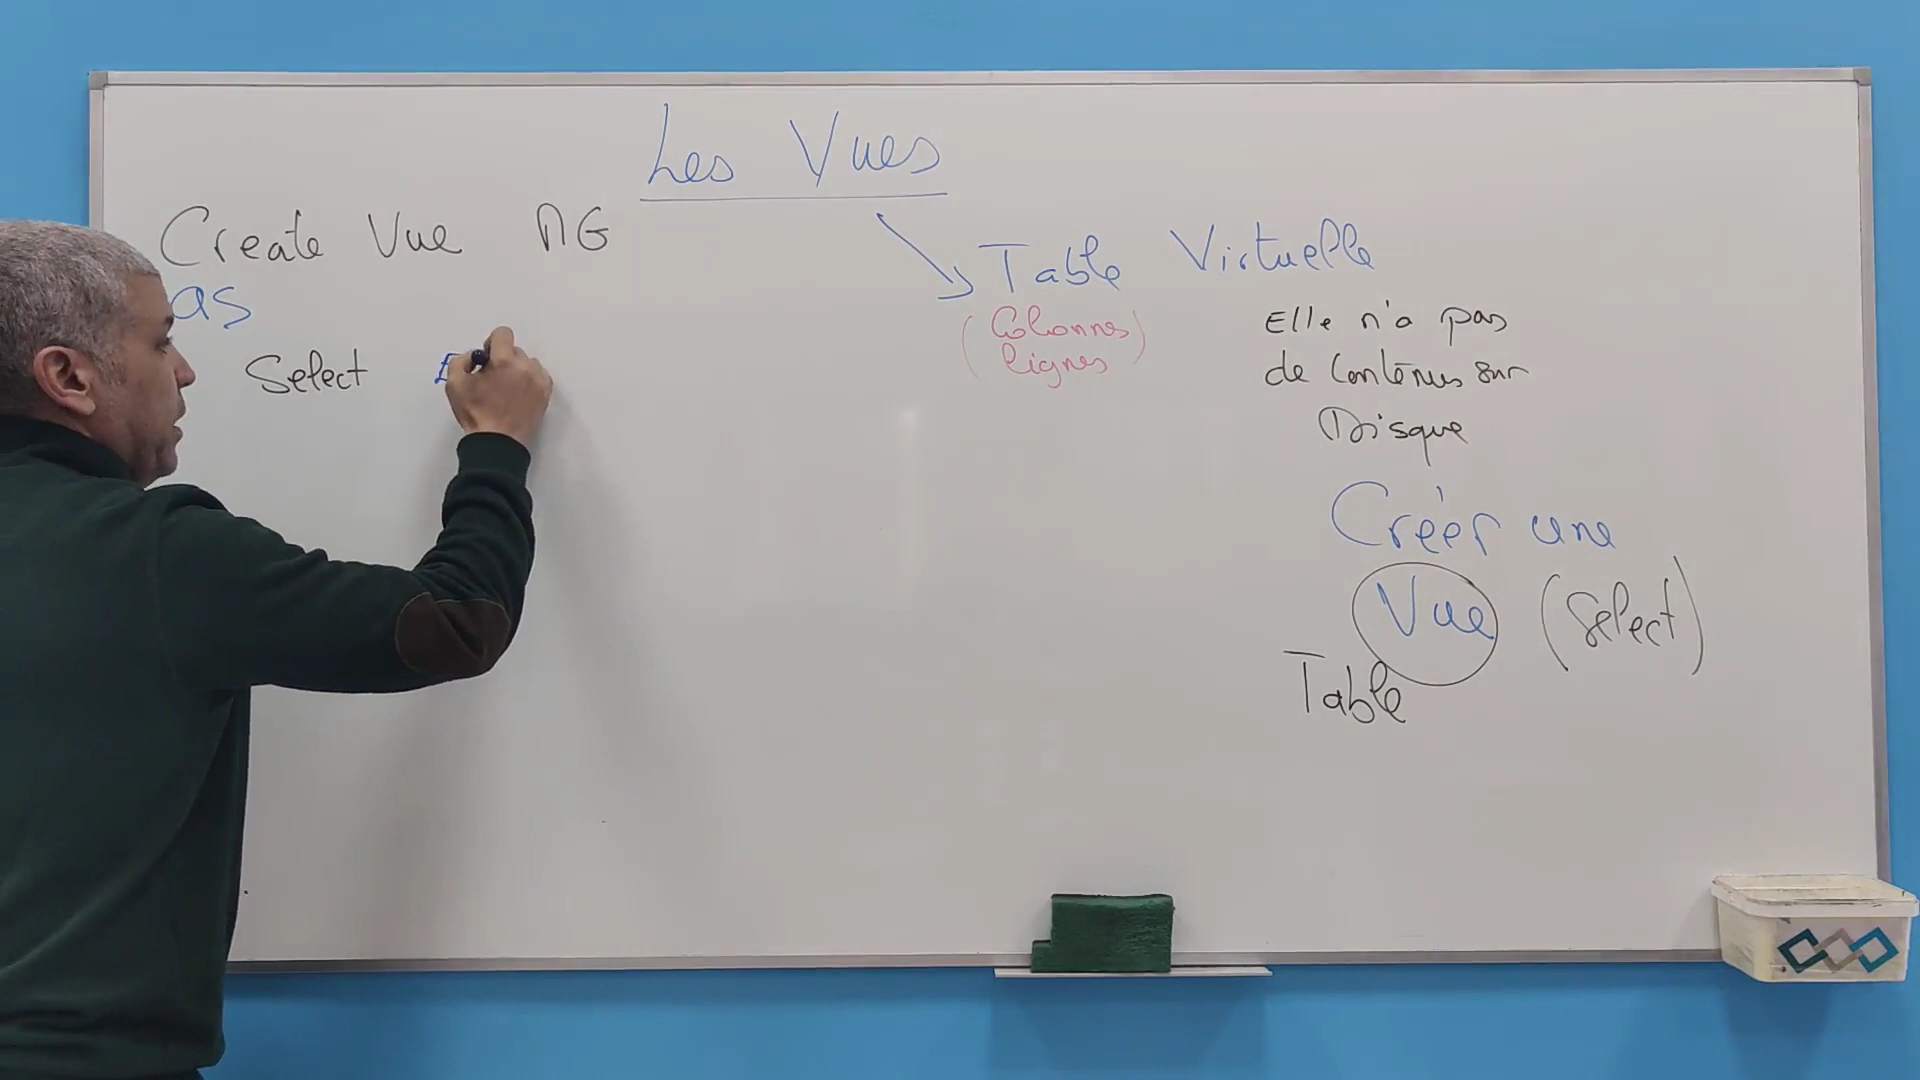 Les Vues
Create Vue MG
as
Select
Table Virtuelle
(Colonnes
lignes)
Elle n'a pas
de Contenus sur
Disque
Créer une
Vue (Select)
Table